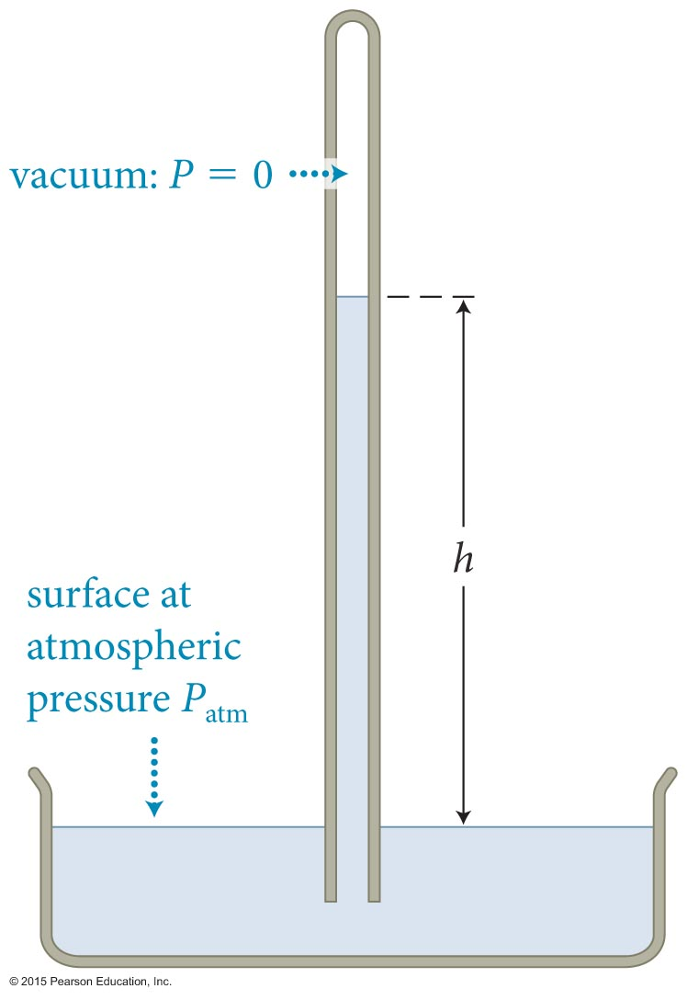 vacuum: P = 0
h
surface at
atmospheric
pressure Patm
© 2015 Pearson Education, Inc.